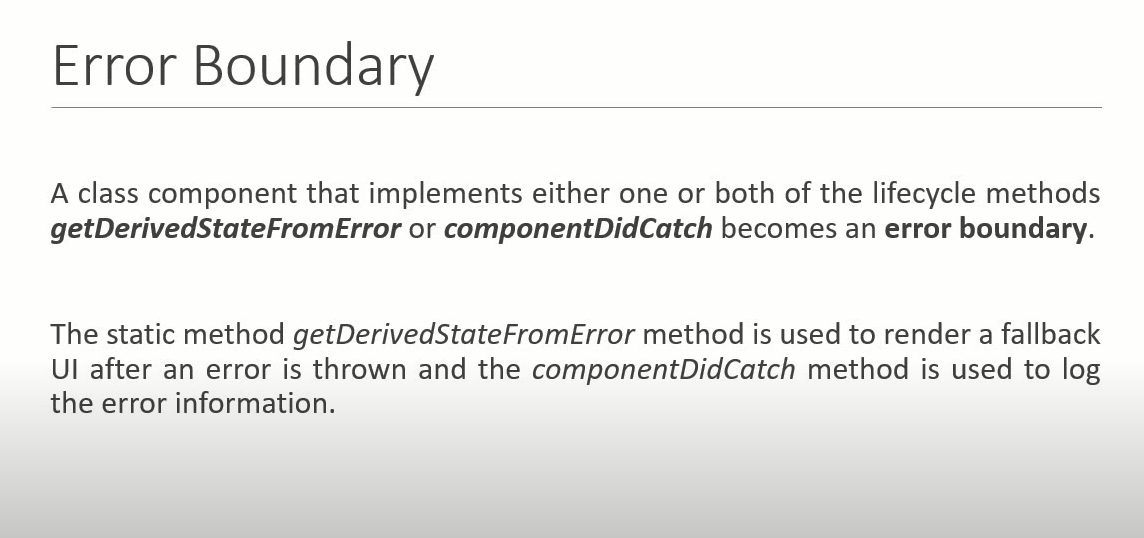 Error Boundary
A class component that implements either one or both of the lifecycle methods
getDerivedStateFromError or componentDidCatch becomes an error boundary.
The static method getDerivedStateFromError method is used to render a fallback
UI after an error is thrown and the componentDidCatch method is used to log
the error information.